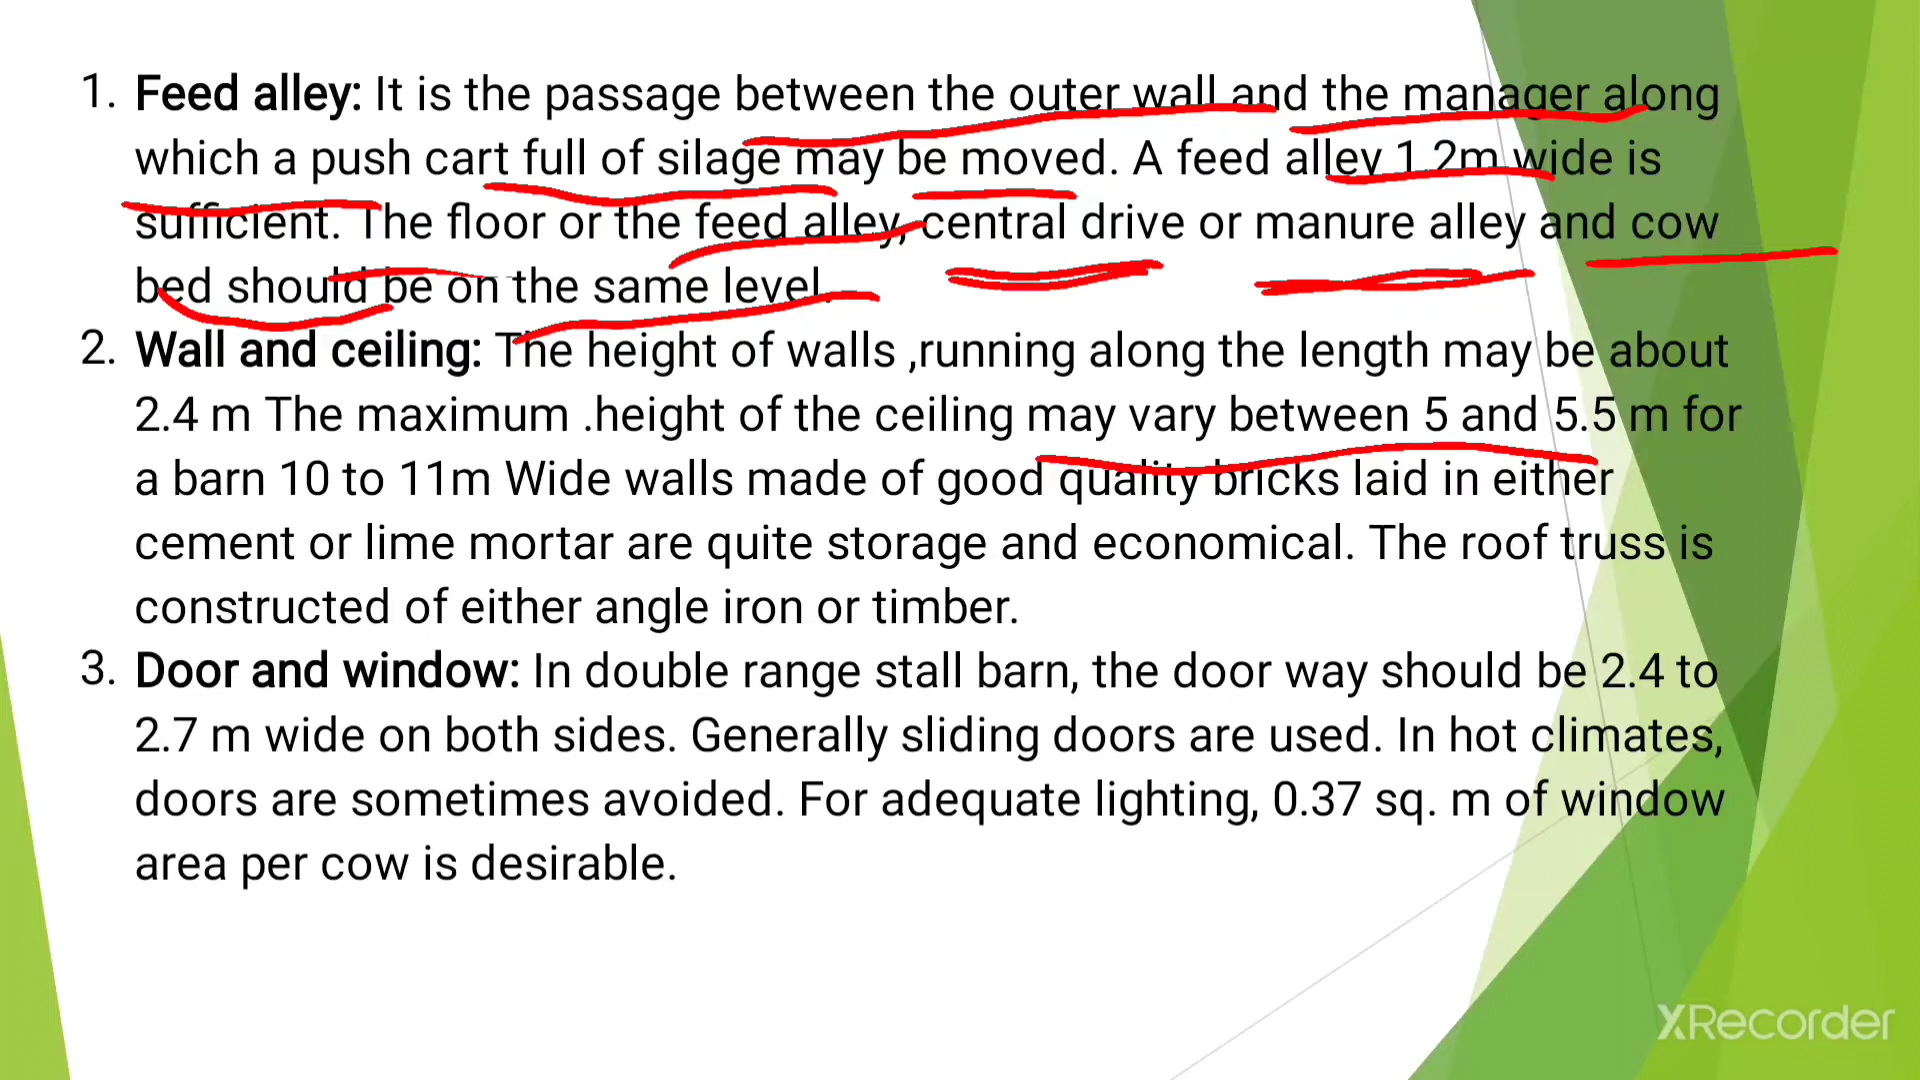 1. Feed alley: It is the passage between the outer wall and the manager along
which a push cart full of silage may be moved. A feed alley 1.2m wide is
sufficient. The floor or the feed alley, central drive or manure alley and cow
bed should be on the same level.
2. Wall and ceiling: The height of walls ,running along the length may be about
2.4 m The maximum .height of the ceiling may vary between 5 and 5.5 m for
a barn 10 to 11m Wide walls made of good quality bricks laid in either
cement or lime mortar are quite storage and economical. The roof truss is
constructed of either angle iron or timber.
3. Door and window: In double range stall barn, the door way should be 2.4 to
2.7 m wide on both sides. Generally sliding doors are used. In hot climates,
doors are sometimes avoided. For adequate lighting, 0.37 sq. m of window
area per cow is desirable.
XRecorder